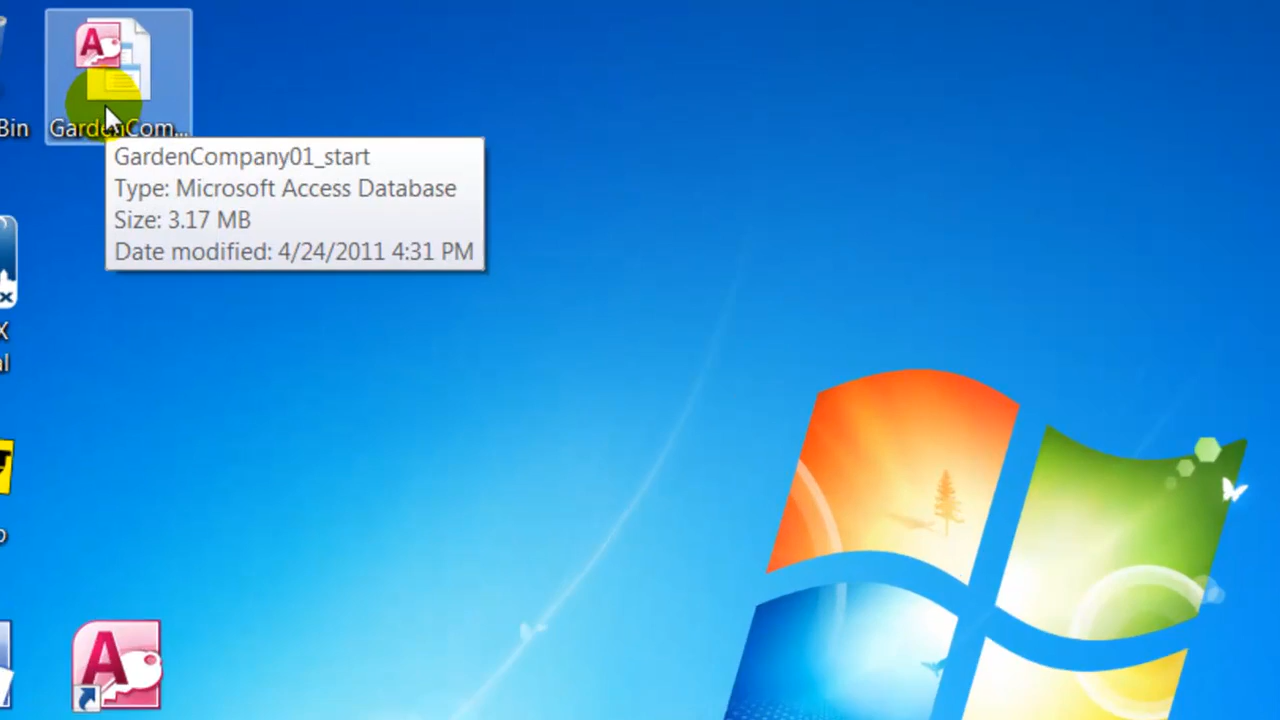 Bin
GardenCom...
GardenCompany01_start
Type: Microsoft Access Database
Size: 3.17 MB
Date modified: 4/24/2011 4:31 PM
X
al